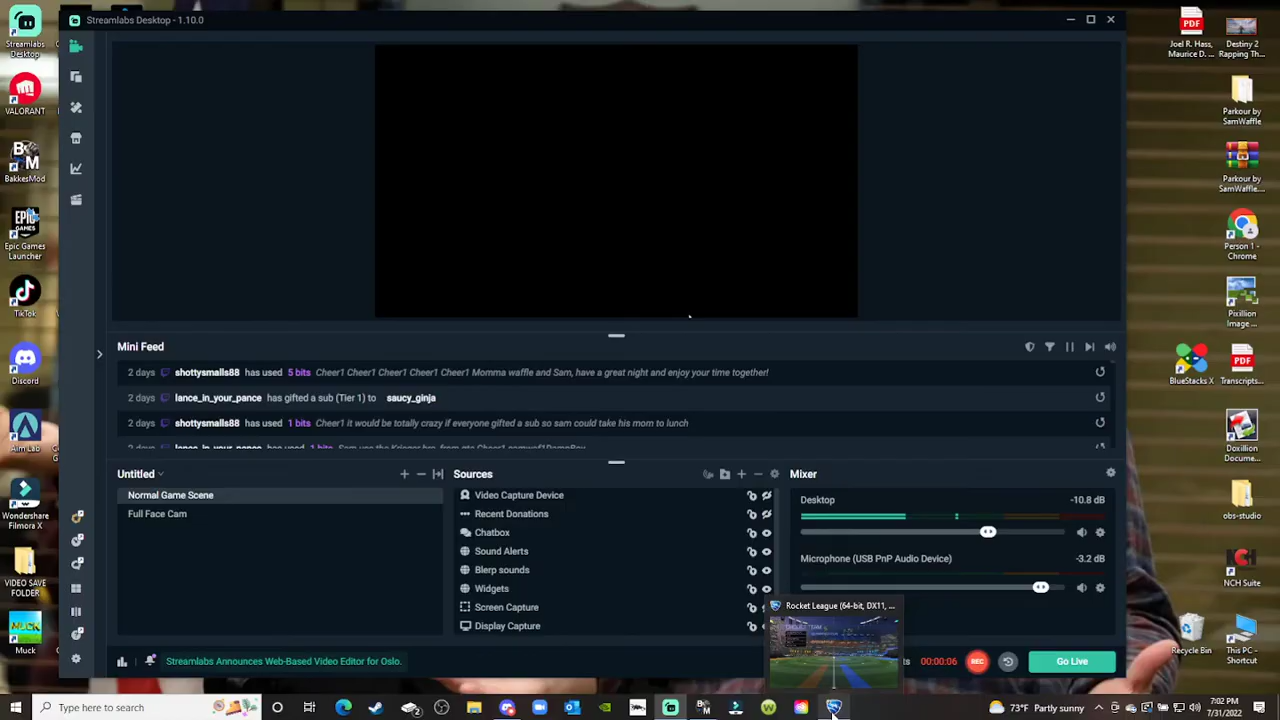 Streamlabs Desktop - 1.10.0
Streamlabs
Desktop
VALORANT
BakkesMod
Epic Games
Launcher
TikTok
Discord
Aim Lab
Wondershare
Filmora X
VIDEO SAVE
FOLDER
Muck
Mini Feed
2 days shottysmalls88 has used 5 bits Cheer1 Cheer1 Cheer1 Cheer1 Cheer1 Momma waffle and Sam, have a great night and enjoy your time together!
2 days lance_in_your_pance has gifted a sub (Tier 1) to saucy_ginja
2 days shottysmalls88 has used 1 bits Cheer1 it would be totally crazy if everyone gifted a sub so sam could take his mom to lunch
Untitled
Normal Game Scene
Full Face Cam
Sources
Video Capture Device
Recent Donations
Chatbox
Sound Alerts
Blerp sounds
Widgets
Screen Capture
Display Capture
Mixer
Desktop -10.8 dB
Microphone (USB PnP Audio Device) -3.2 dB
Rocket League (64-bit, DX11, ...
Streamlabs Announces Web-Based Video Editor for Oslo.
00:00:06
REC
Go Live
PDF
Joel R. Hass,
Maurice D. ...
Destiny 2
Rapping Th...
Parkour by
SamWaffle
Parkour by
SamWaffle....
Person 1 -
Chrome
Pixillion
Image ...
BlueStacks X
PDF
Transcripts...
Doxillion
Docume...
obs-studio
NCH Suite
Recycle Bin
This PC -
Shortcut
Type here to search
73°F Partly sunny
7:02 PM
7/31/2022